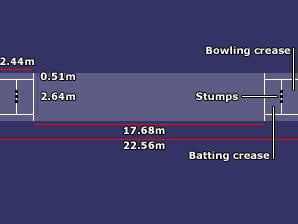 Bowling crease
2.44m
0.51m
2.64m
Stumps
17.68m
22.56m
Batting crease